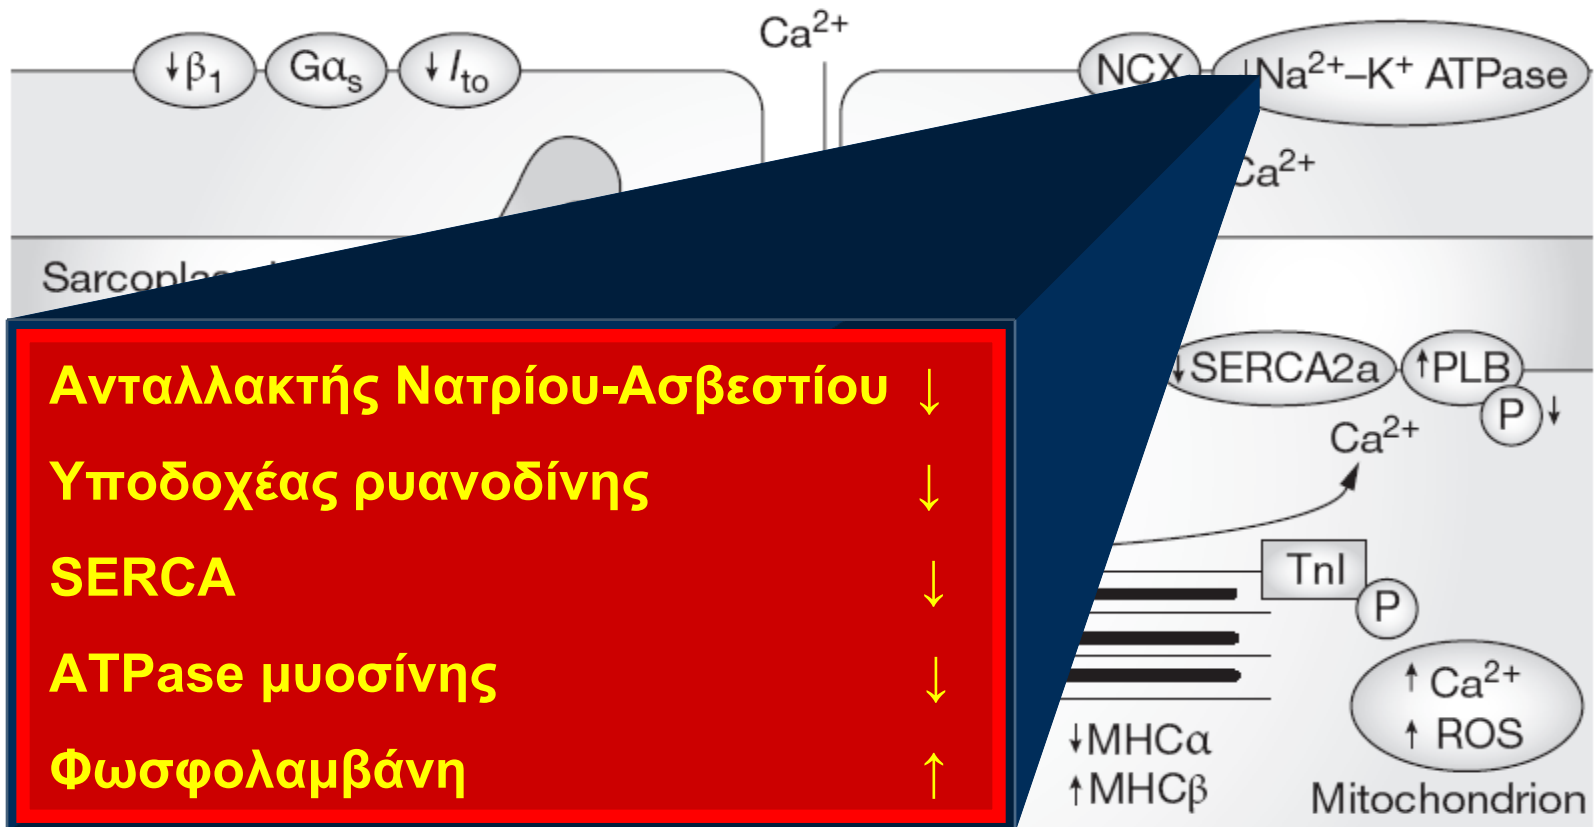 Ca2+
↓β1 Gαs ↓Ito
NCX ↓Na2+–K+ ATPase
Ca2+
↓SERCA2a ↑PLB
P ↓
Ca2+
Ανταλλακτής Νατρίου-Ασβεστίου ↓
Υποδοχέας ρυανοδίνης ↓
SERCA ↓
ATPase μυοσίνης ↓
Φωσφολαμβάνη ↑
TnI
P
↑ Ca2+
↑ ROS
↓MHCα
↑MHCβ
Mitochondrion